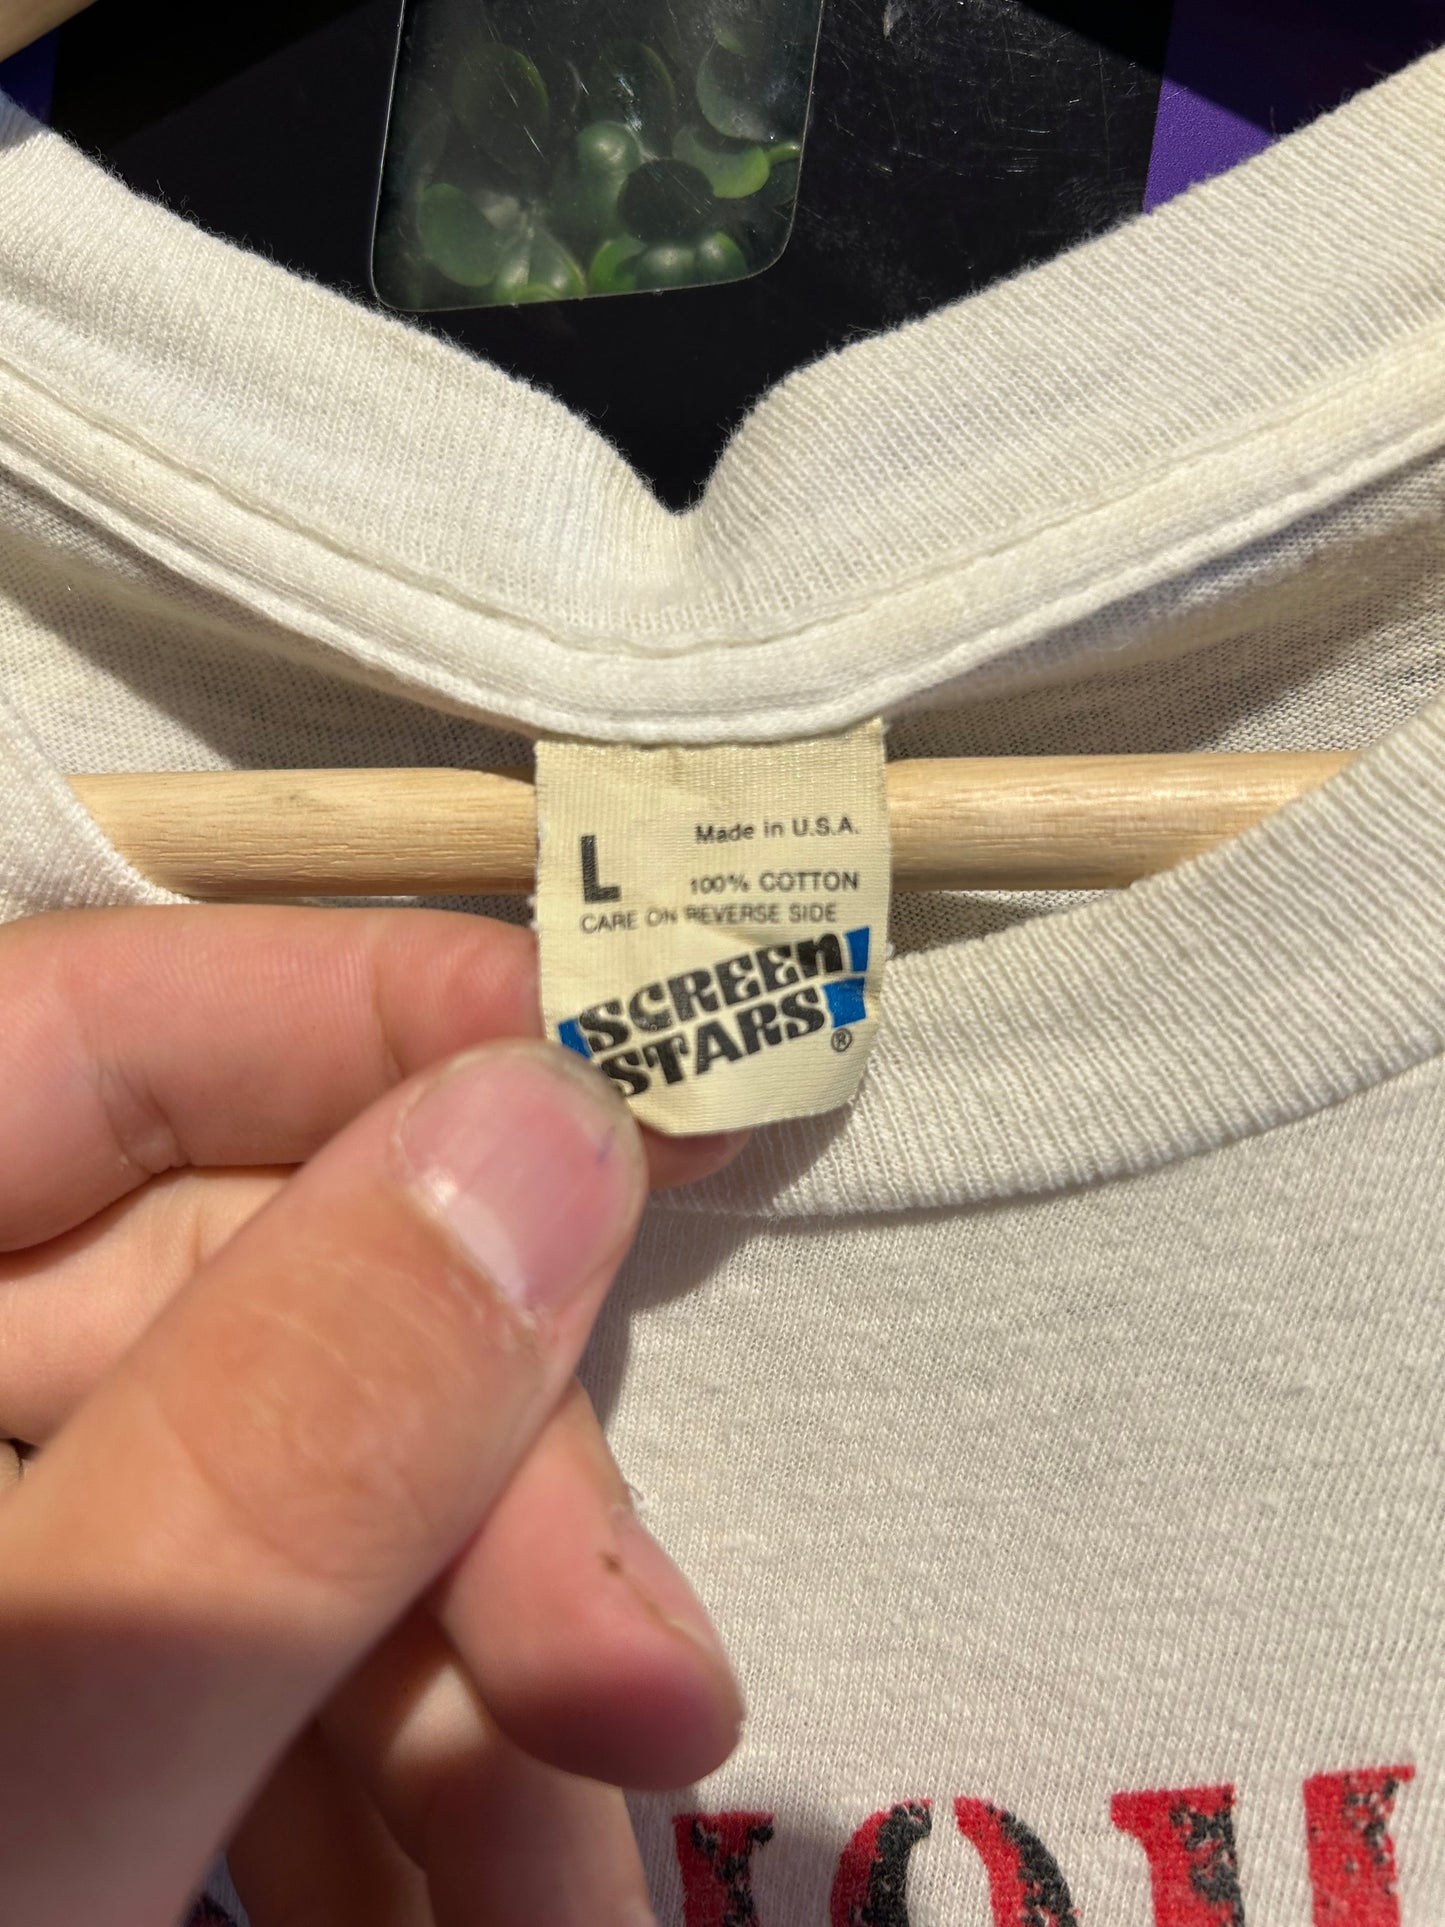 L
Made in U.S.A.
100% COTTON
CARE ON REVERSE SIDE
SCREEN
STARS®